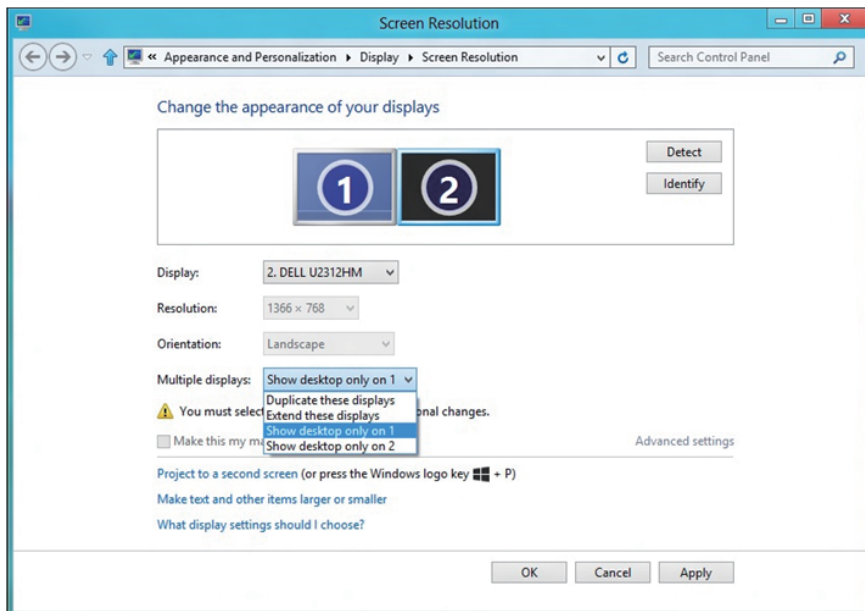 Screen Resolution
« Appearance and Personalization ▸ Display ▸ Screen Resolution Search Control Panel
Change the appearance of your displays
1 2
Detect
Identify
Display: 2. DELL U2312HM
Resolution: 1366 × 768
Orientation: Landscape
Multiple displays: Show desktop only on 1
Duplicate these displays
You must selec onal changes.
Extend these displays
Show desktop only on 1
Make this my ma Advanced settings
Show desktop only on 2
Project to a second screen (or press the Windows logo key + P)
Make text and other items larger or smaller
What display settings should I choose?
OK Cancel Apply